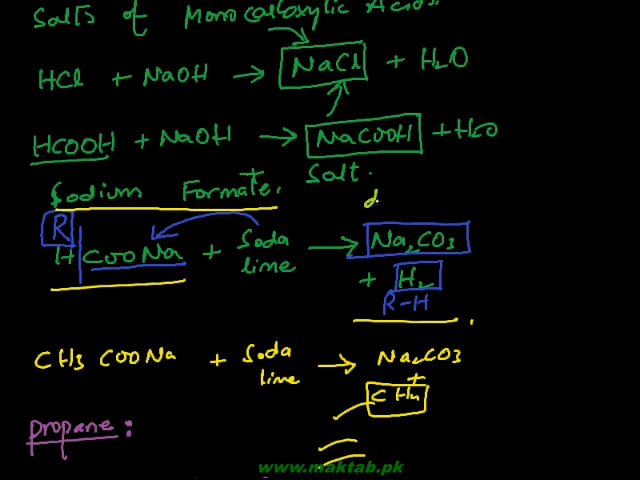 Salts of Monocarboxylic Acids
HCl + NaOH → NaCl + H₂O
HCOOH + NaOH → NaCOOH + H₂O
Salt.
Sodium Formate.
R
H COONa + Soda lime → Na₂CO₃
+ H₂
R-H
CH₃ COONa + Soda lime → Na₂CO₃
+
CH₄
propane:
www.maktab.pk